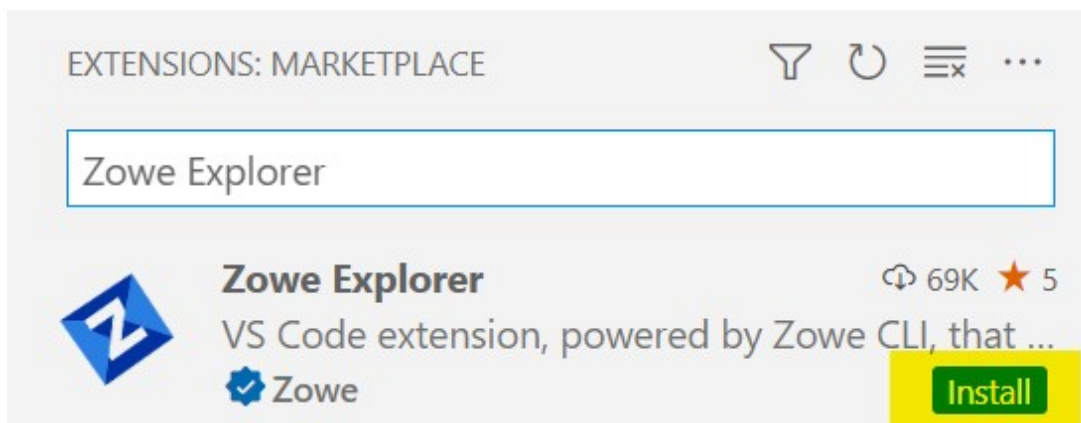 EXTENSIONS: MARKETPLACE
Zowe Explorer
Zowe Explorer 69K 5
VS Code extension, powered by Zowe CLI, that ...
Zowe Install